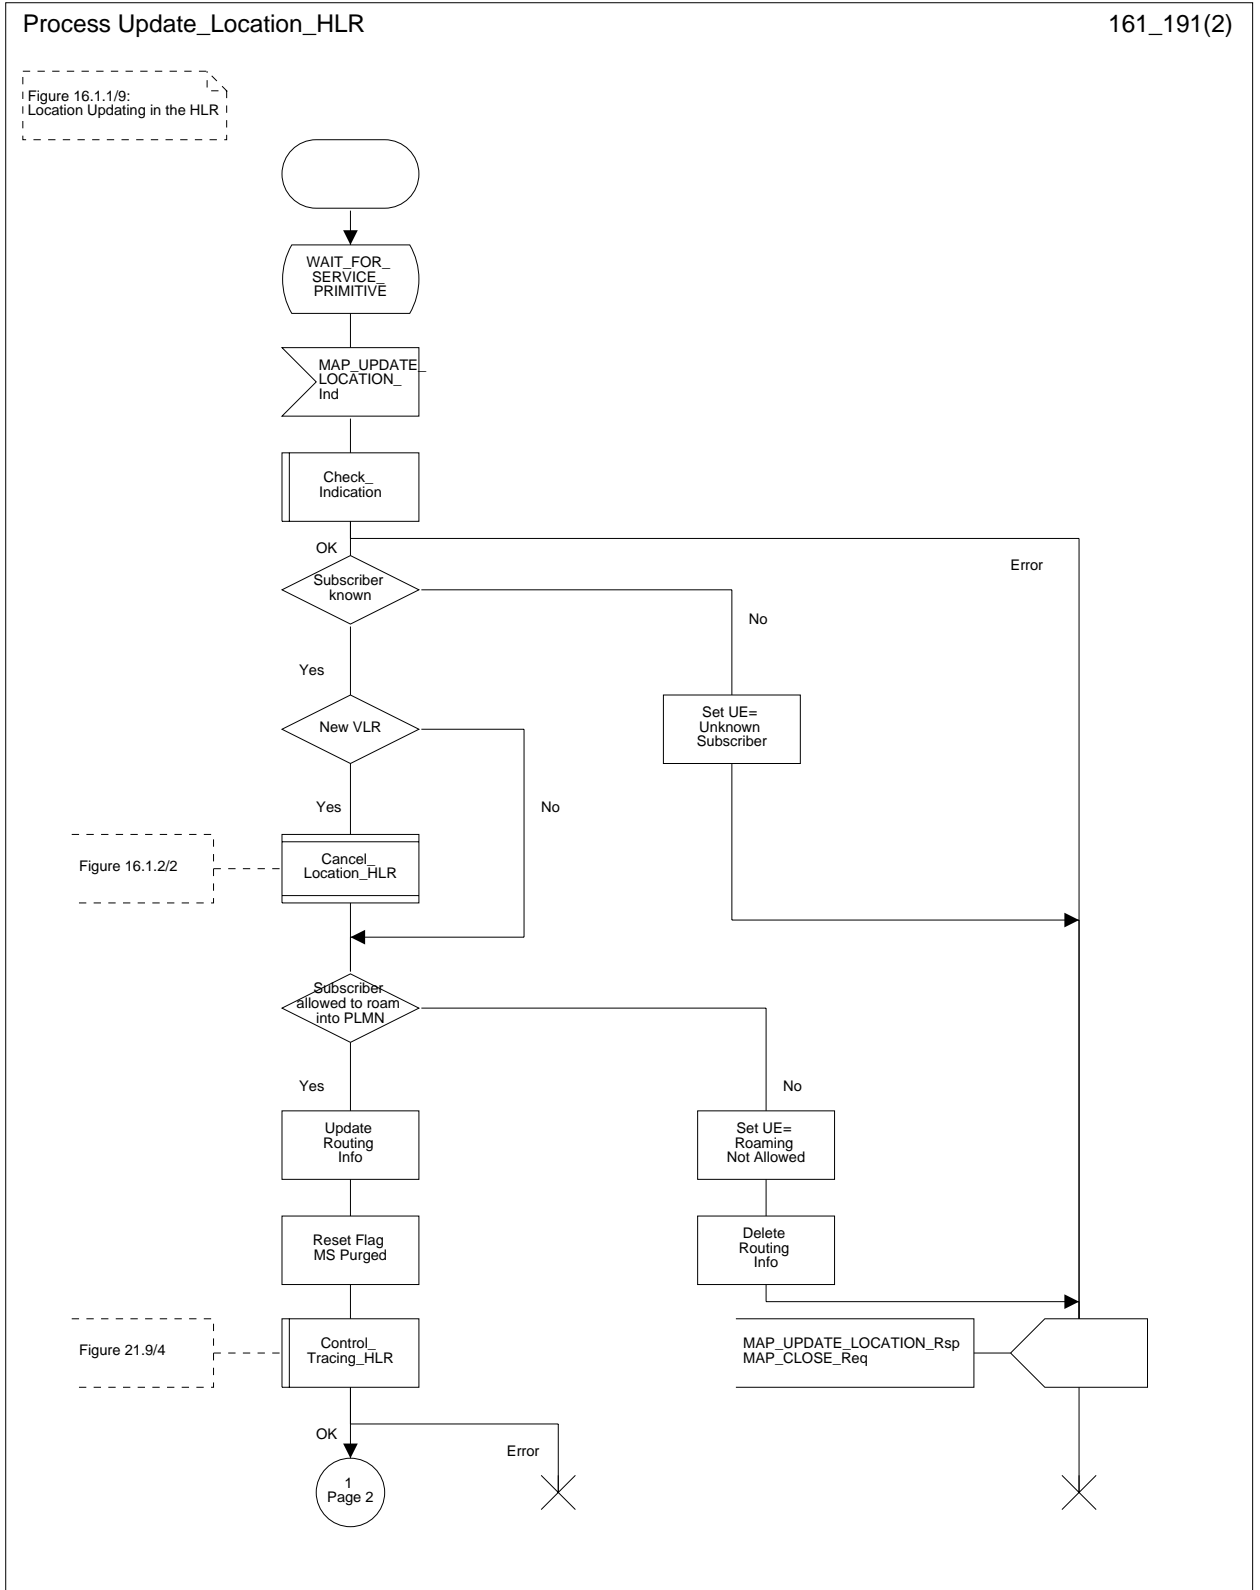 Process Update_Location_HLR
161_191(2)
Figure 16.1.1/9:
Location Updating in the HLR
WAIT_FOR_
SERVICE_
PRIMITIVE
MAP_UPDATE_
LOCATION_
Ind
Check_
Indication
OK
Error
Subscriber
known
No
Yes
New VLR
Set UE=
Unknown
Subscriber
Yes
No
Figure 16.1.2/2
Cancel_
Location_HLR
Subscriber
allowed to roam
into PLMN
Yes
No
Update
Routing
Info
Set UE=
Roaming
Not Allowed
Reset Flag
MS Purged
Delete
Routing
Info
Figure 21.9/4
Control_
Tracing_HLR
MAP_UPDATE_LOCATION_Rsp
MAP_CLOSE_Req
OK
Error
1
Page 2